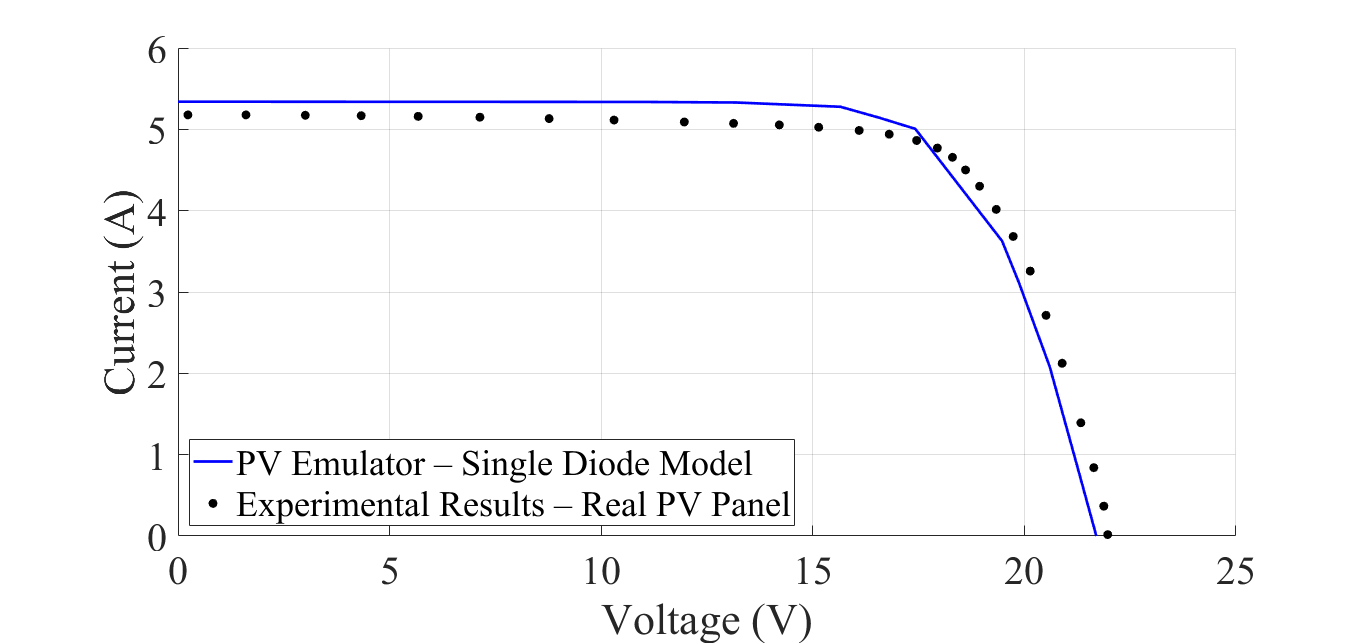 6
5
4
3
2
1
0
Current (A)
PV Emulator – Single Diode Model
Experimental Results – Real PV Panel
0 5 10 15 20 25
Voltage (V)